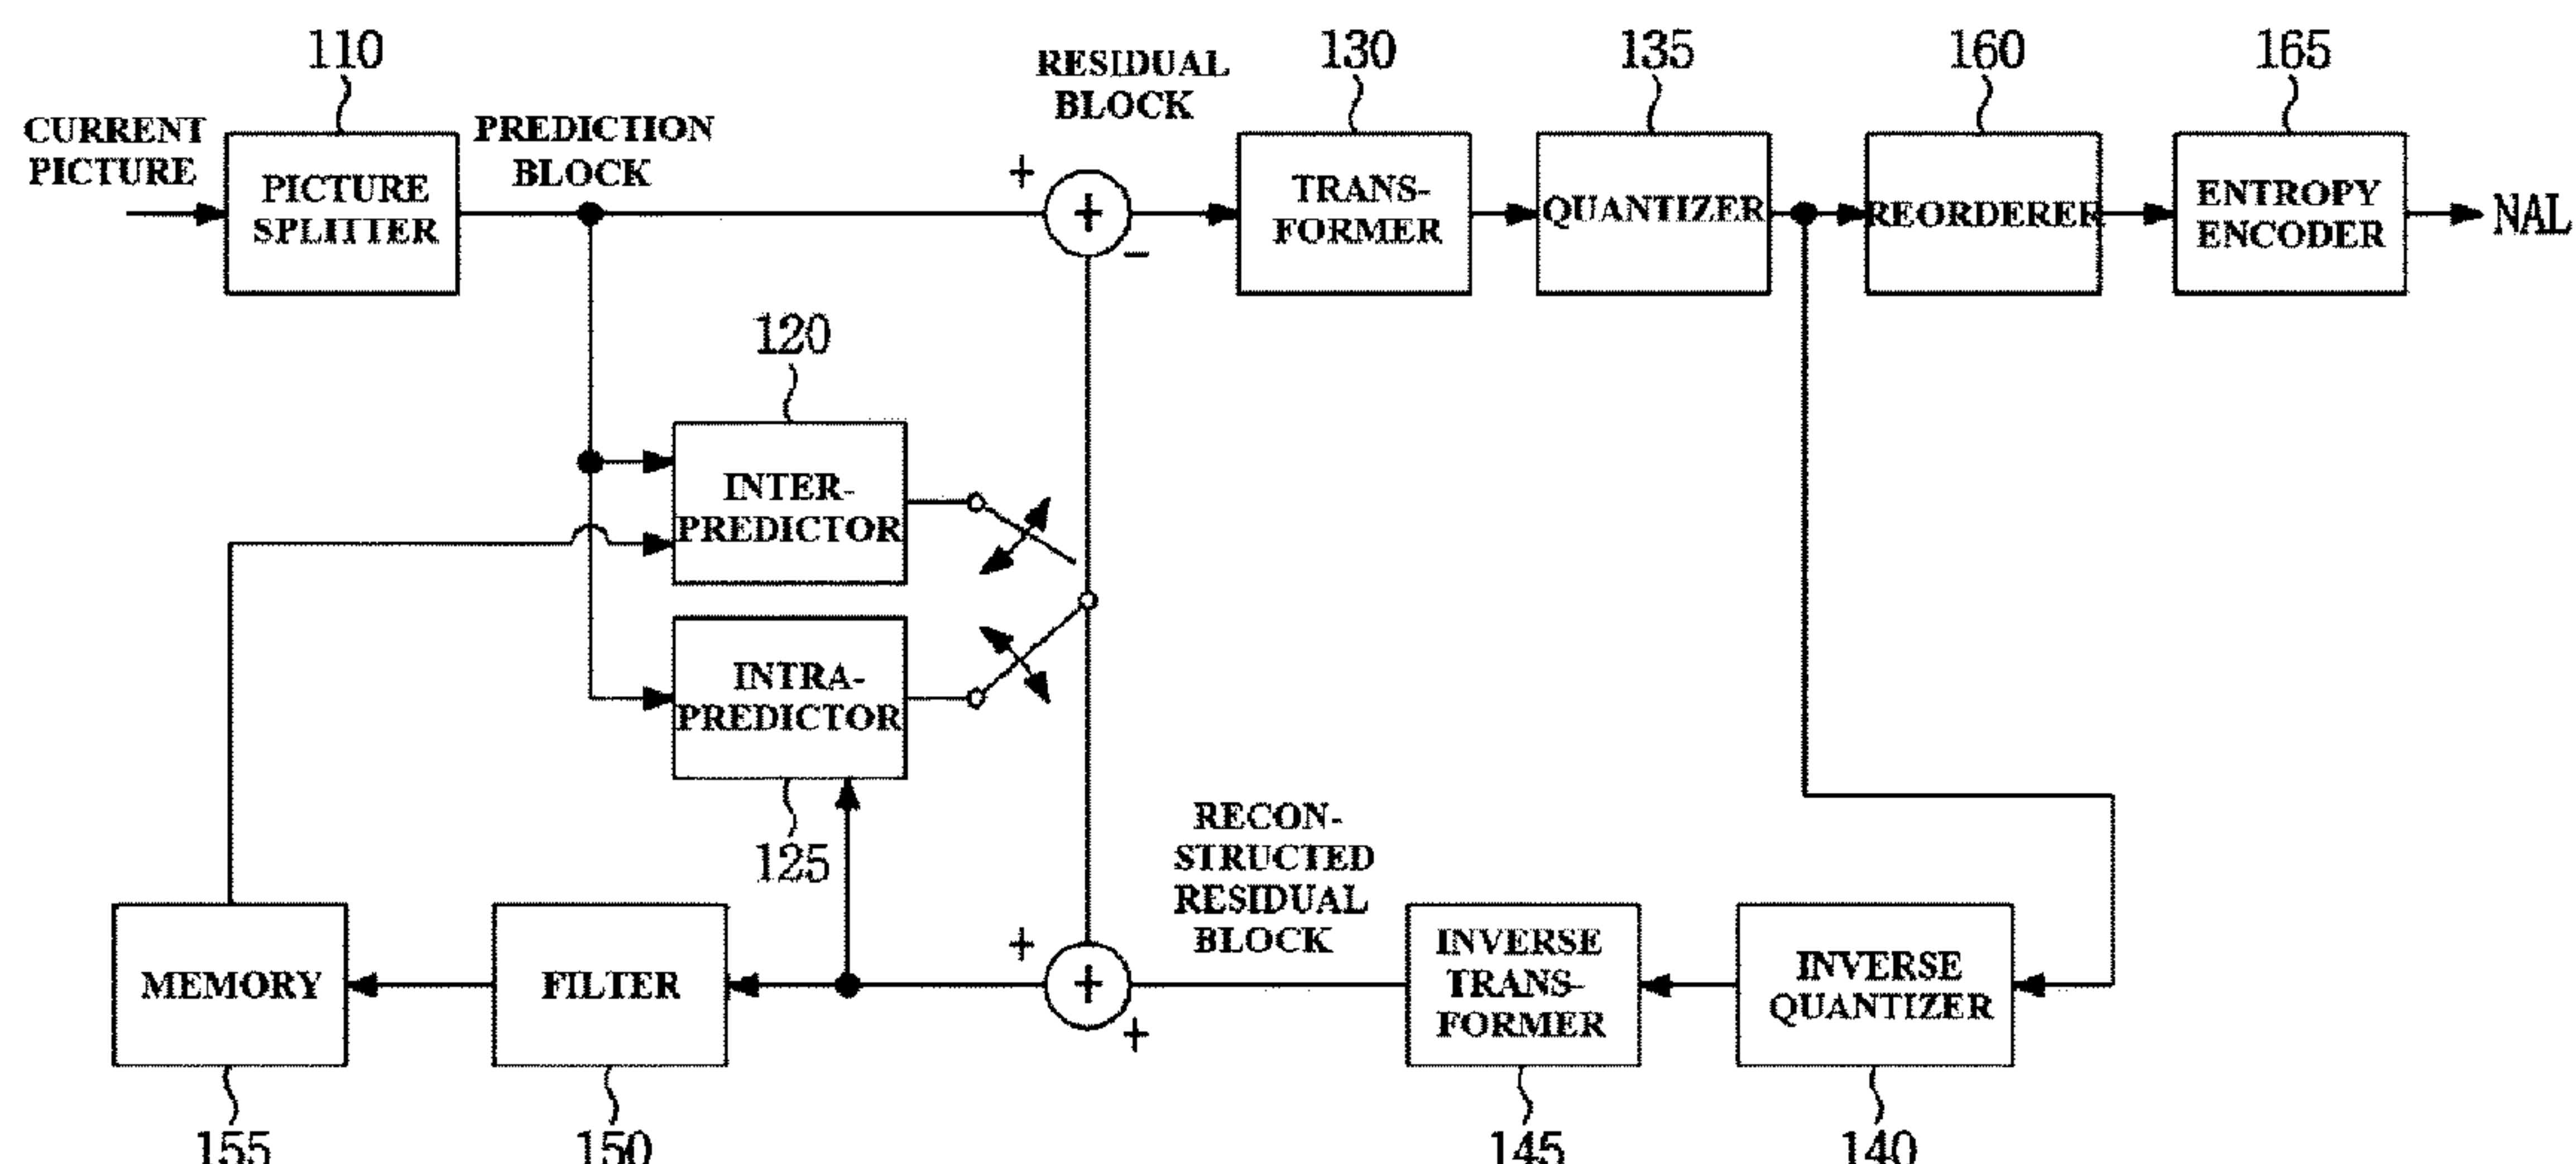 110
RESIDUAL
BLOCK
130
135
160
165
CURRENT
PICTURE
PICTURE
SPLITTER
PREDICTION
BLOCK
+
+
−
TRANS-
FORMER
QUANTIZER
REORDERER
ENTROPY
ENCODER
NAL
120
INTER-
PREDICTOR
INTRA-
PREDICTOR
125
RECON-
STRUCTED
RESIDUAL
BLOCK
MEMORY
FILTER
+
+
+
INVERSE
TRANS-
FORMER
INVERSE
QUANTIZER
155
150
145
140